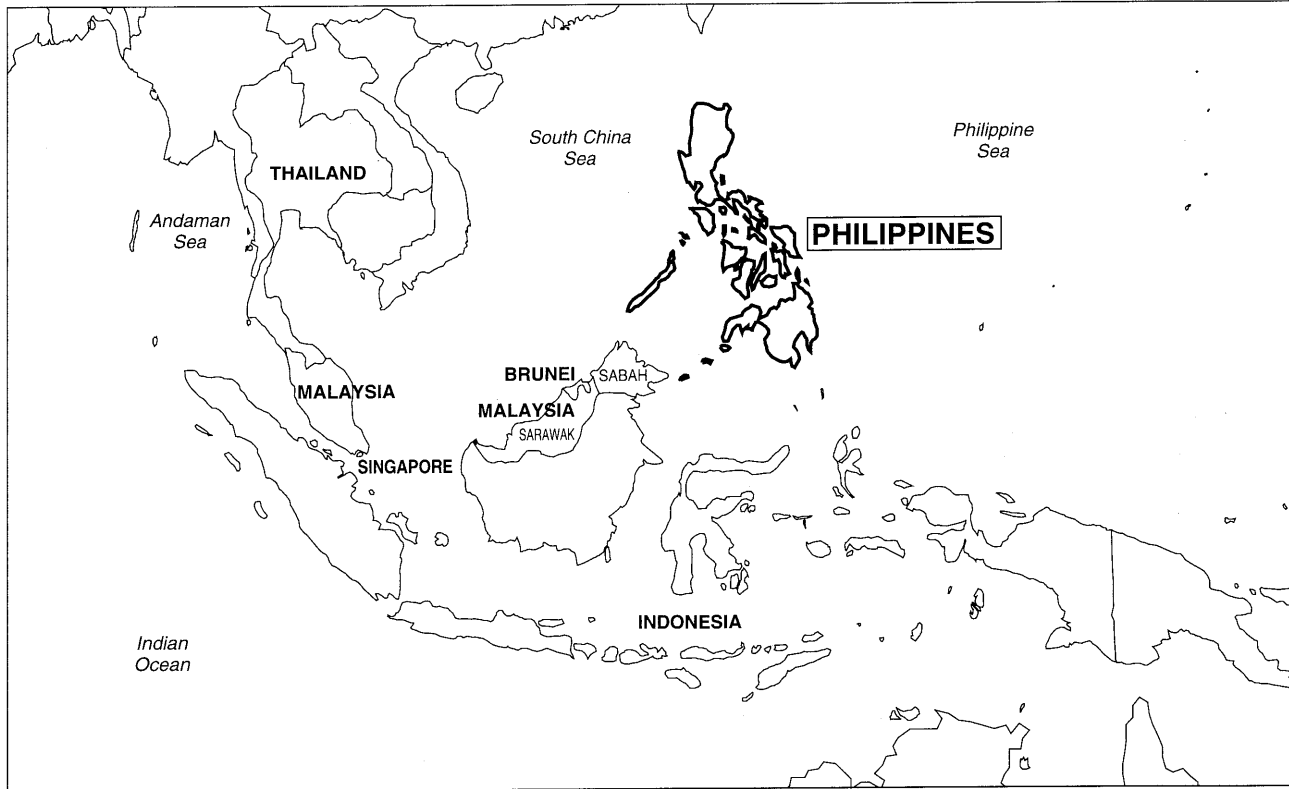 South China
Sea
Philippine
Sea
THAILAND
Andaman
Sea
PHILIPPINES
BRUNEI
SABAH
MALAYSIA
MALAYSIA
SARAWAK
SINGAPORE
INDONESIA
Indian
Ocean